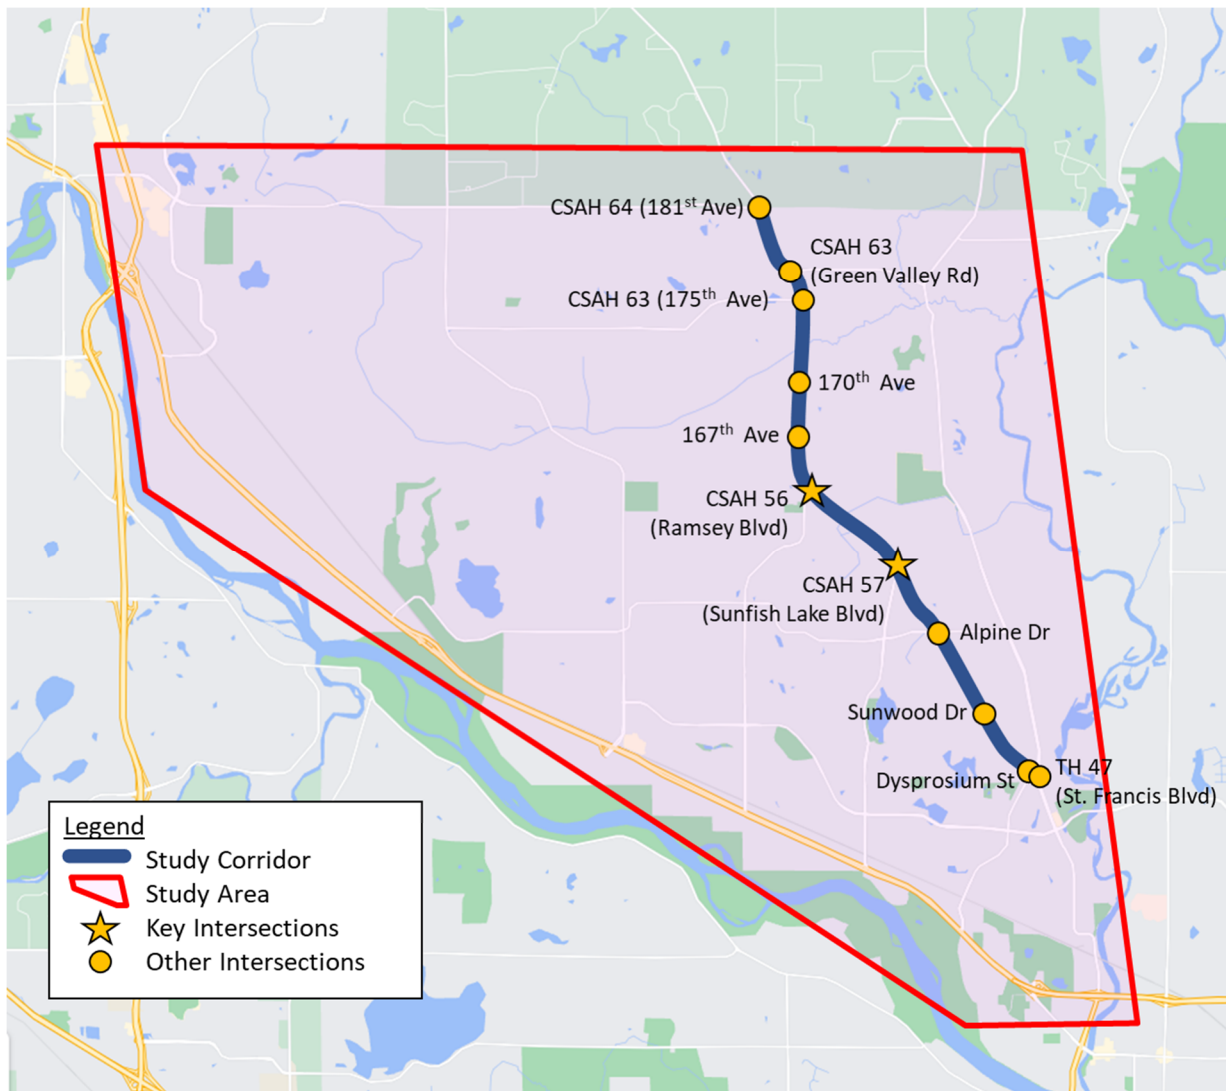 CSAH 64 (181st Ave)
CSAH 63
(Green Valley Rd)
CSAH 63 (175th Ave)
170th Ave
167th Ave
CSAH 56
(Ramsey Blvd)
CSAH 57
(Sunfish Lake Blvd)
Alpine Dr
Sunwood Dr
Dysprosium St
TH 47
(St. Francis Blvd)
Legend
Study Corridor
Study Area
Key Intersections
Other Intersections